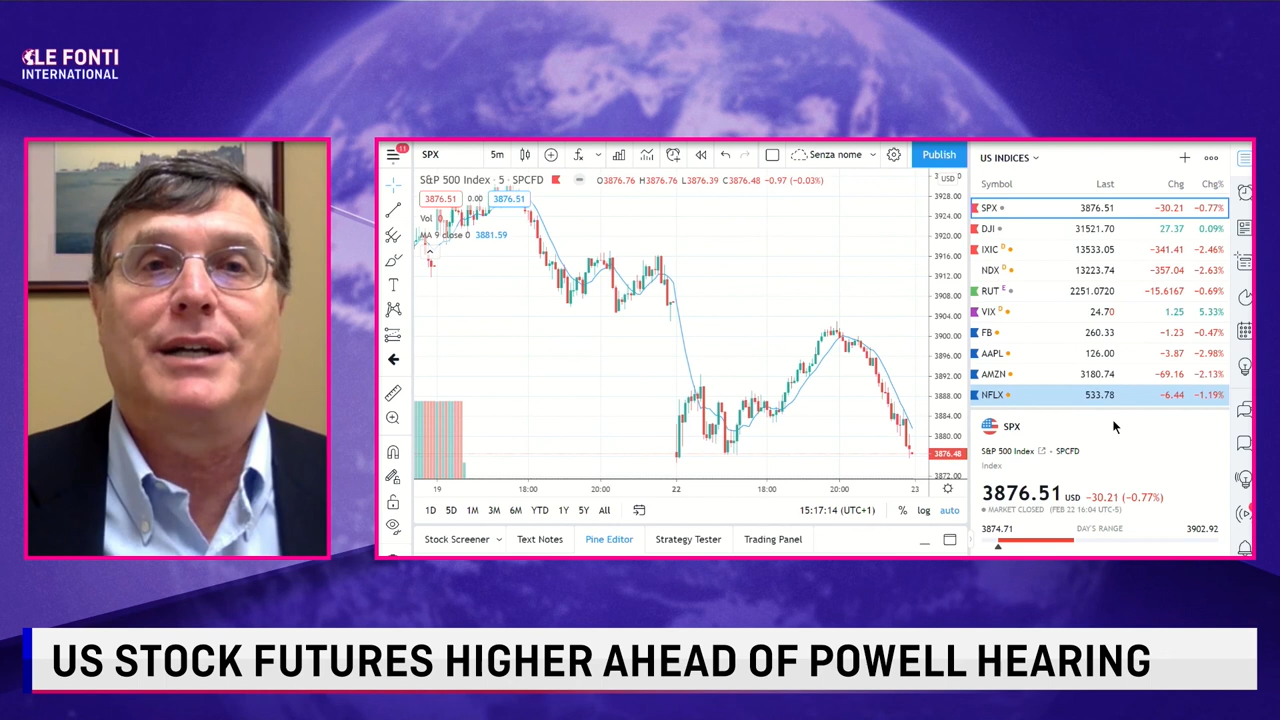 LE FONTI
INTERNATIONAL
11
SPX
5m
Senza nome
Publish
S&P 500 Index · 5 · SPCFD
O3876.76 H3876.76 L3876.39 C3876.48 −0.97 (−0.03%)
3876.51 0.00 3876.51
Vol
MA 9 close 0 3881.59
USD
3928.00
3924.00
3920.00
3916.00
3912.00
3908.00
3904.00
3900.00
3896.00
3892.00
3888.00
3884.00
3880.00
3876.48
3872.00
19 18:00 20:00 22 18:00 20:00 23
1D 5D 1M 3M 6M YTD 1Y 5Y All
15:17:14 (UTC+1) % log auto
Stock Screener Text Notes Pine Editor Strategy Tester Trading Panel
US INDICES
Symbol Last Chg Chg%
SPX 3876.51 −30.21 −0.77%
DJI 31521.70 27.37 0.09%
IXIC D 13533.05 −341.41 −2.46%
NDX D 13223.74 −357.04 −2.63%
RUT E 2251.0720 −15.6167 −0.69%
VIX D 24.70 1.25 5.33%
FB 260.33 −1.23 −0.47%
AAPL 126.00 −3.87 −2.98%
AMZN 3180.74 −69.16 −2.13%
NFLX 533.78 −6.44 −1.19%
SPX
S&P 500 Index • SPCFD
Index
3876.51 USD −30.21 (−0.77%)
MARKET CLOSED (FEB 22 16:04 UTC-5)
3874.71 DAY'S RANGE 3902.92
US STOCK FUTURES HIGHER AHEAD OF POWELL HEARING